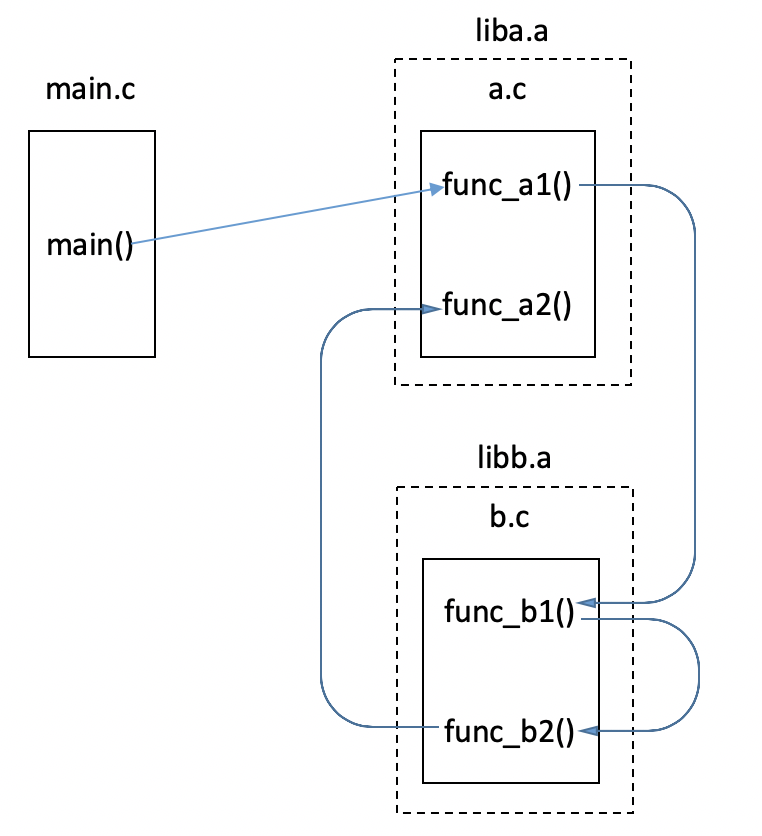 main.c
main()
liba.a
a.c
func_a1()
func_a2()
libb.a
b.c
func_b1()
func_b2()